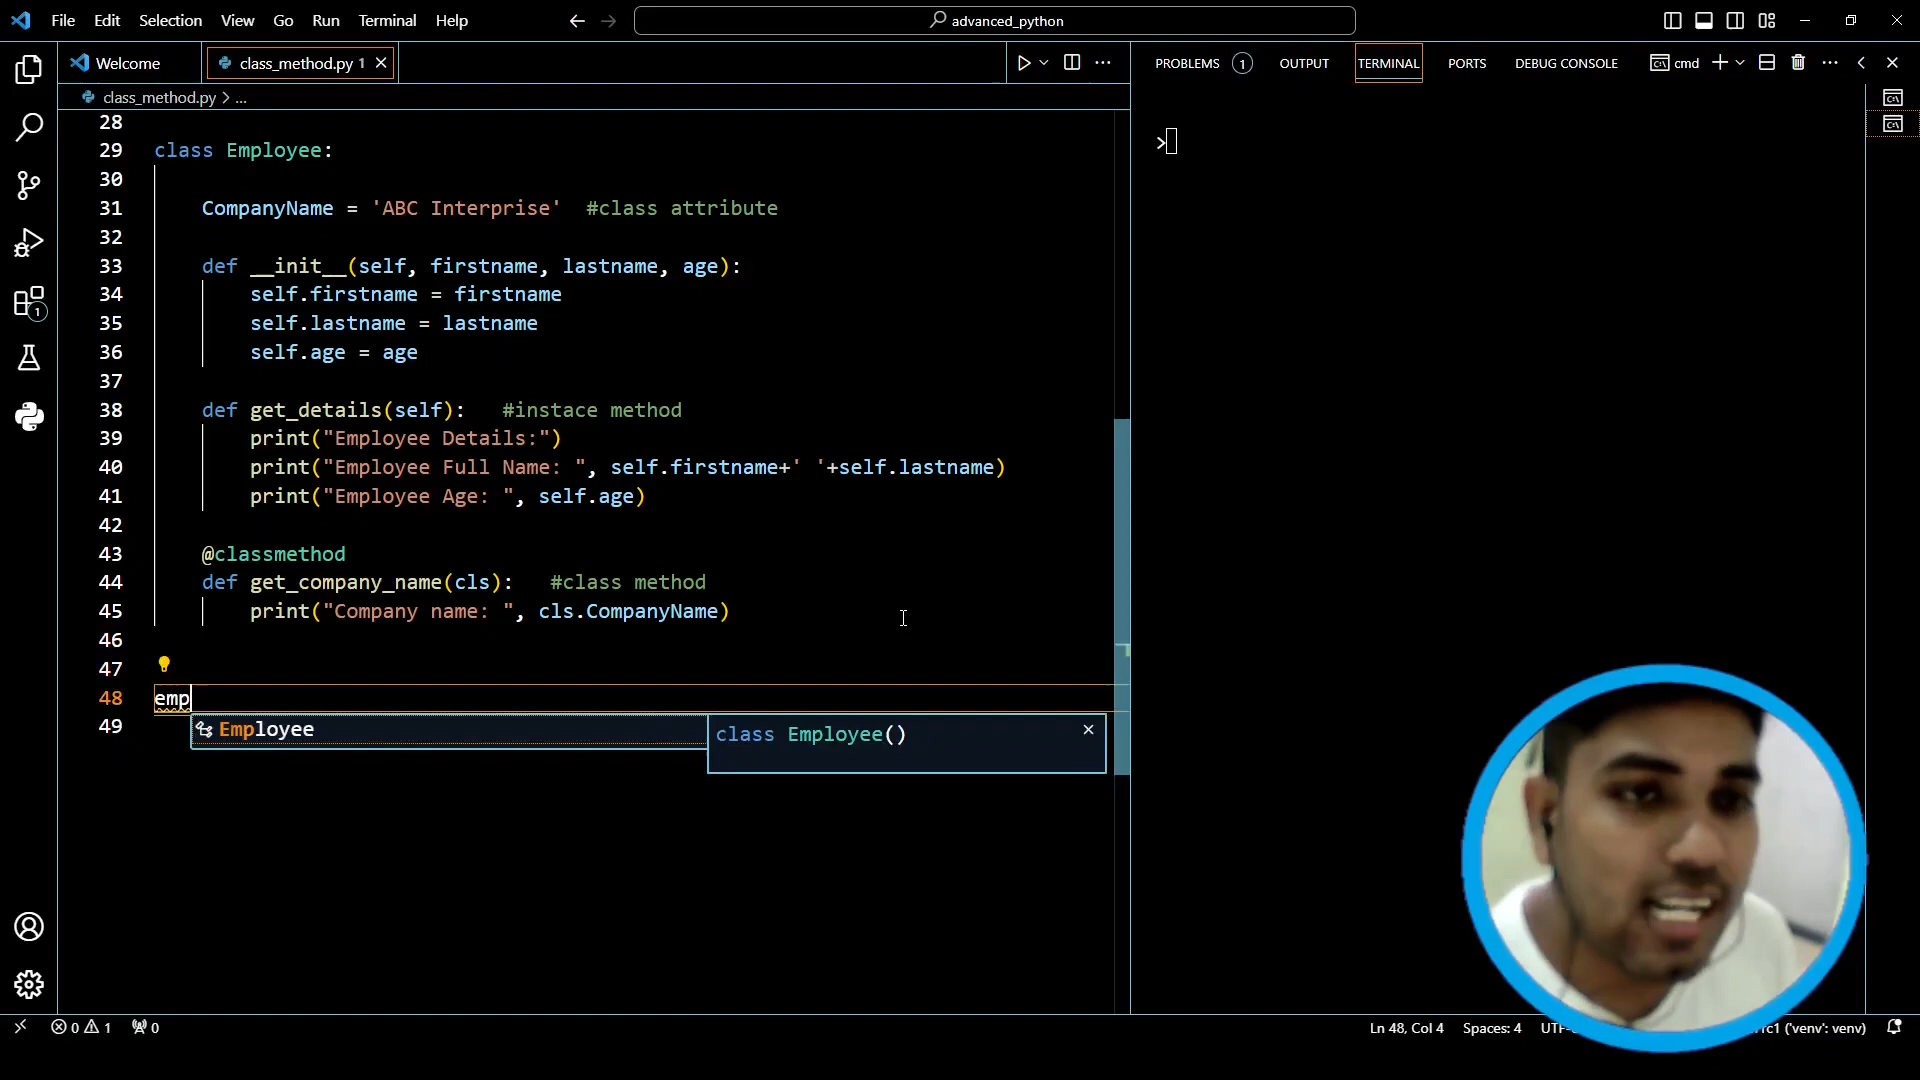 File Edit Selection View Go Run Terminal Help
advanced_python
Welcome
class_method.py 1
PROBLEMS 1 OUTPUT TERMINAL PORTS DEBUG CONSOLE
cmd
class_method.py > ...
28
29 class Employee:
30
31 CompanyName = 'ABC Interprise' #class attribute
32
33 def __init__(self, firstname, lastname, age):
34 self.firstname = firstname
35 self.lastname = lastname
36 self.age = age
37
38 def get_details(self): #instace method
39 print("Employee Details:")
40 print("Employee Full Name: ", self.firstname+' '+self.lastname)
41 print("Employee Age: ", self.age)
42
43 @classmethod
44 def get_company_name(cls): #class method
45 print("Company name: ", cls.CompanyName)
46
47
48 emp
49
Employee
class Employee()
>
1
0 1 0
Ln 48, Col 4 Spaces: 4
('venv': venv)